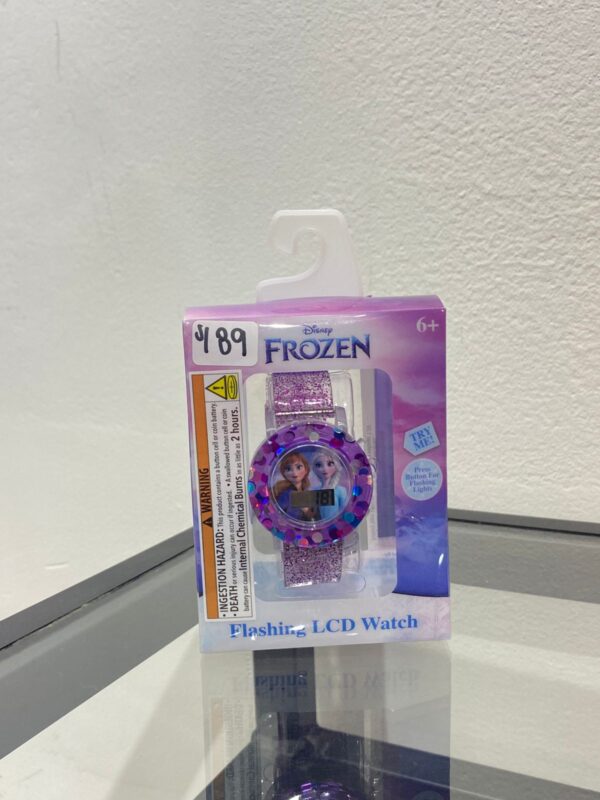 $189
Disney
FROZEN
6+
WARNING
• INGESTION HAZARD: This product contains a button cell or coin battery.
• DEATH or serious injury can occur if ingested. • A swallowed button cell or coin
battery can cause Internal Chemical Burns in as little as 2 hours.
TRY
ME!
Press
Button For
Flashing
Lights
Flashing LCD Watch